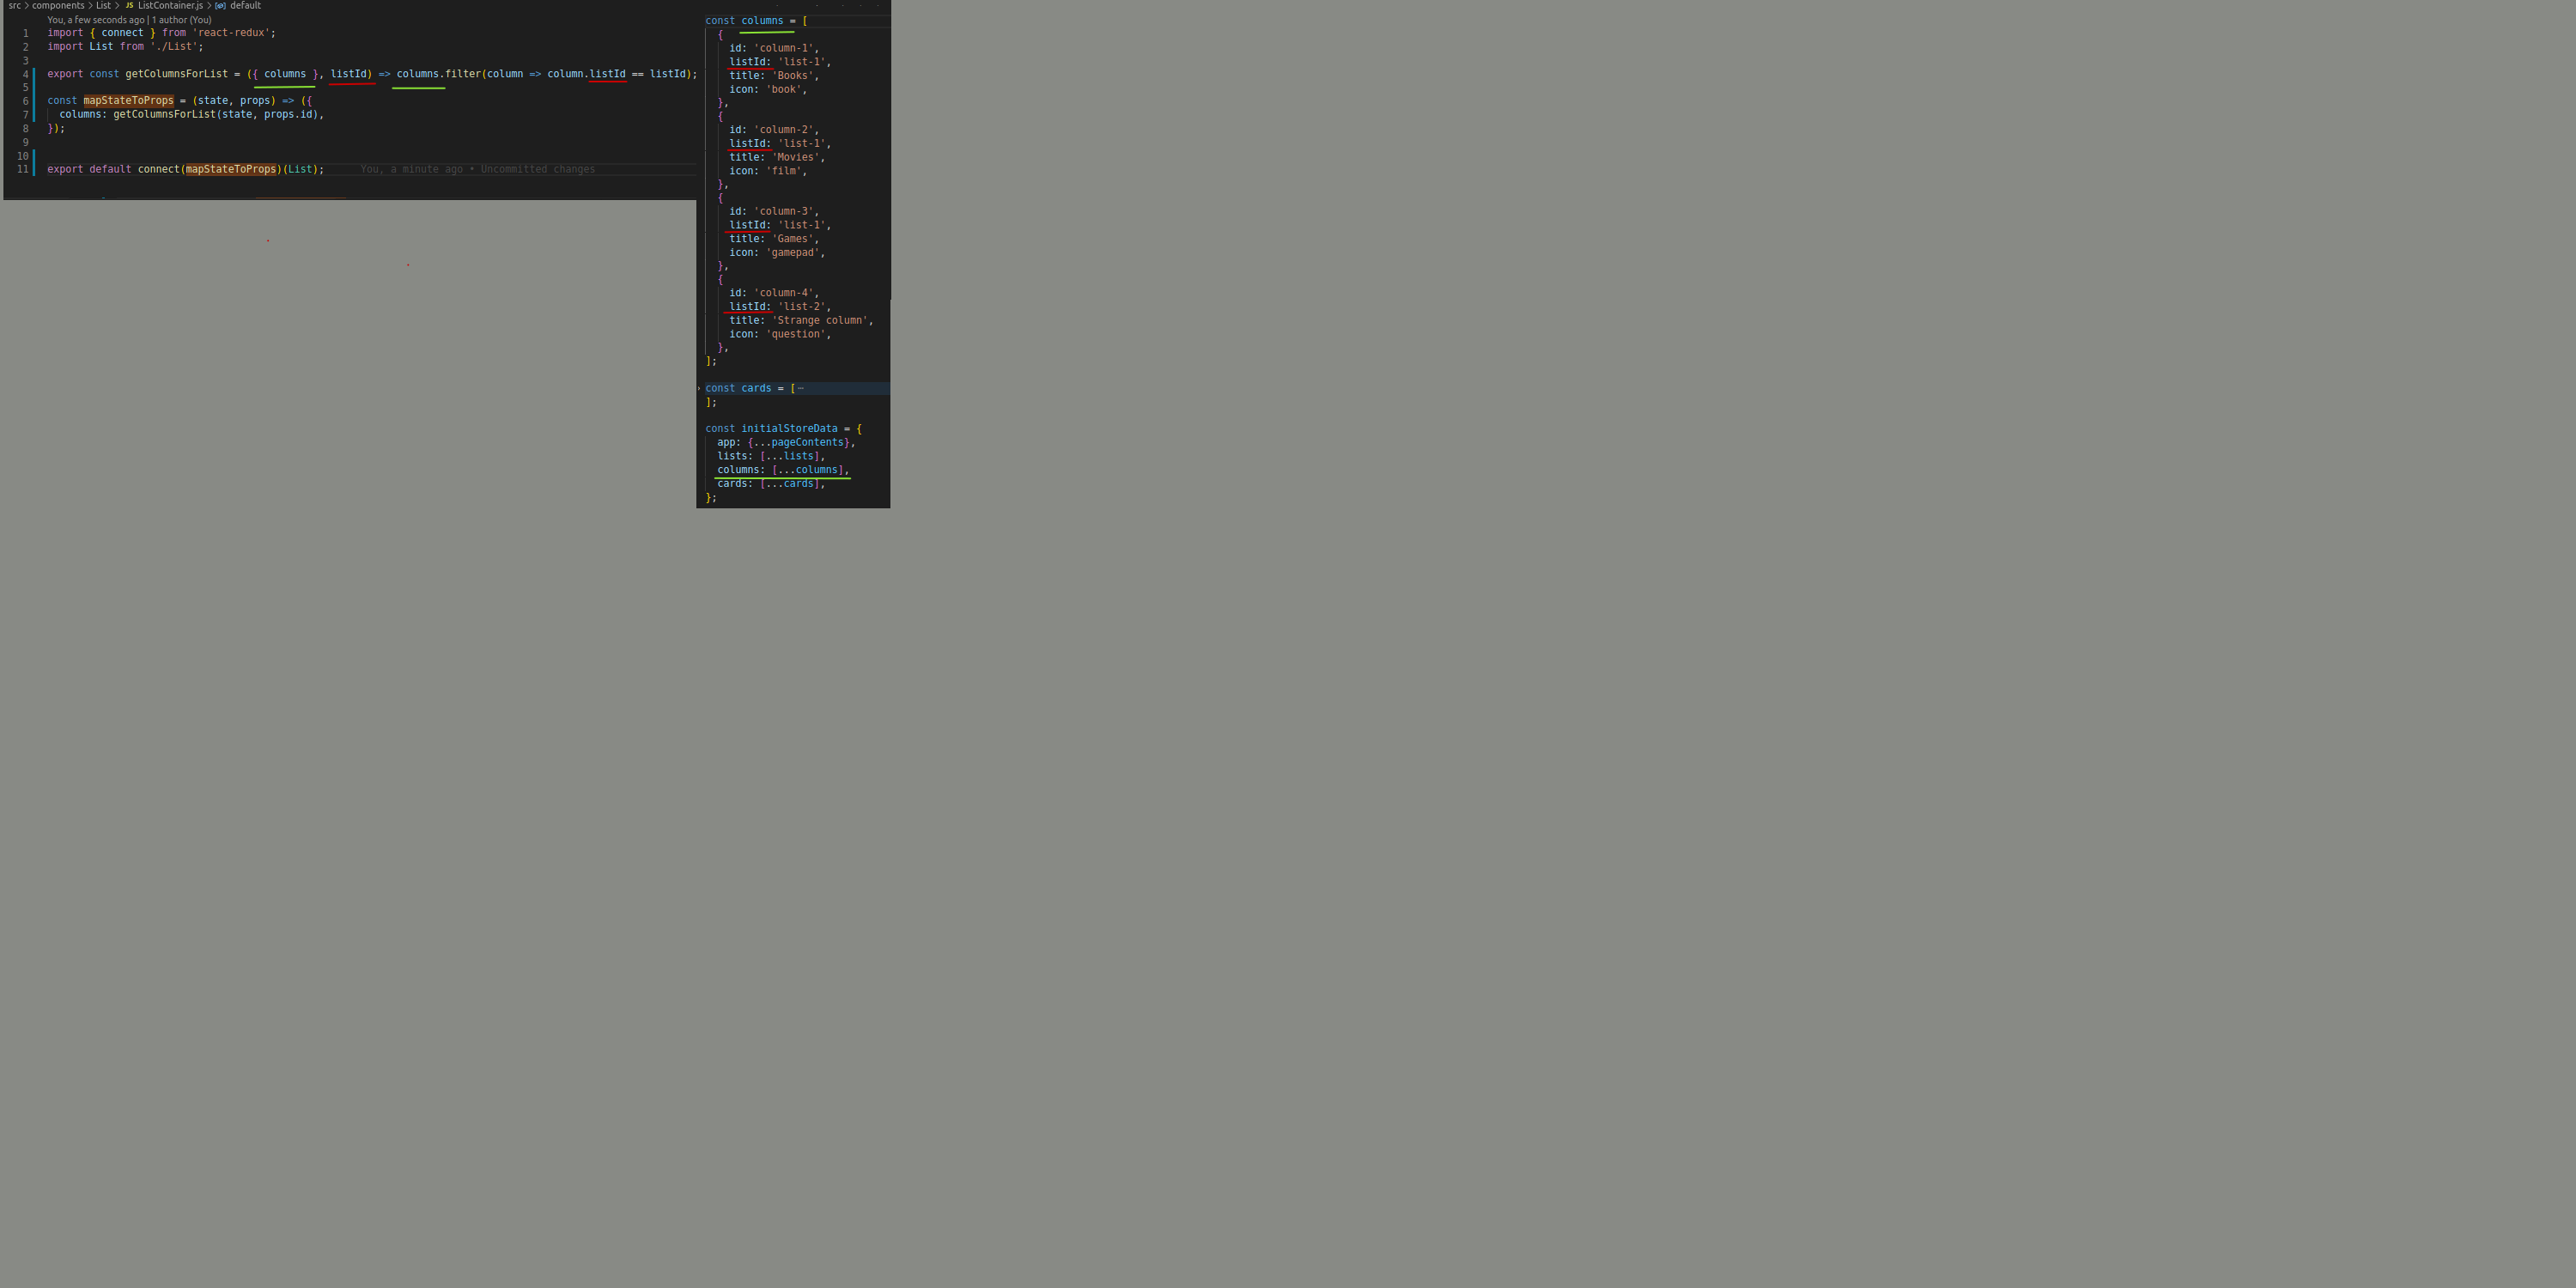 src > components > List > JS ListContainer.js > default
You, a few seconds ago | 1 author (You)
1 import { connect } from 'react-redux';
2 import List from './List';
3
4 export const getColumnsForList = ({ columns }, listId) => columns.filter(column => column.listId == listId);
5
6 const mapStateToProps = (state, props) => ({
7 columns: getColumnsForList(state, props.id),
8 });
9
10
11 export default connect(mapStateToProps)(List); You, a minute ago • Uncommitted changes
const columns = [
{
id: 'column-1',
listId: 'list-1',
title: 'Books',
icon: 'book',
},
{
id: 'column-2',
listId: 'list-1',
title: 'Movies',
icon: 'film',
},
{
id: 'column-3',
listId: 'list-1',
title: 'Games',
icon: 'gamepad',
},
{
id: 'column-4',
listId: 'list-2',
title: 'Strange column',
icon: 'question',
},
];
const cards = [ …
];
const initialStoreData = {
app: {...pageContents},
lists: [...lists],
columns: [...columns],
cards: [...cards],
};